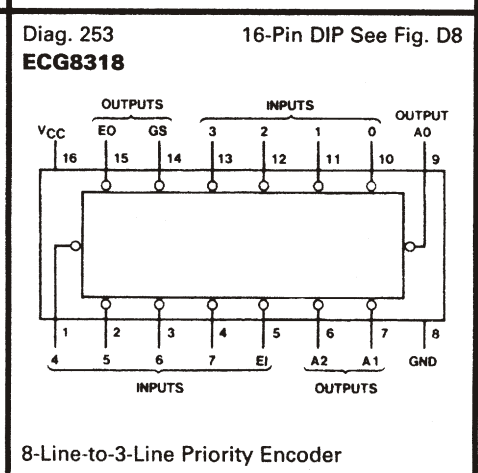 Diag. 253 16-Pin DIP See Fig. D8
ECG8318
OUTPUTS INPUTS OUTPUT
VCC EO GS 3 2 1 0 A0
16 15 14 13 12 11 10 9
1 2 3 4 5 6 7 8
4 5 6 7 EI A2 A1 GND
INPUTS OUTPUTS
8-Line-to-3-Line Priority Encoder